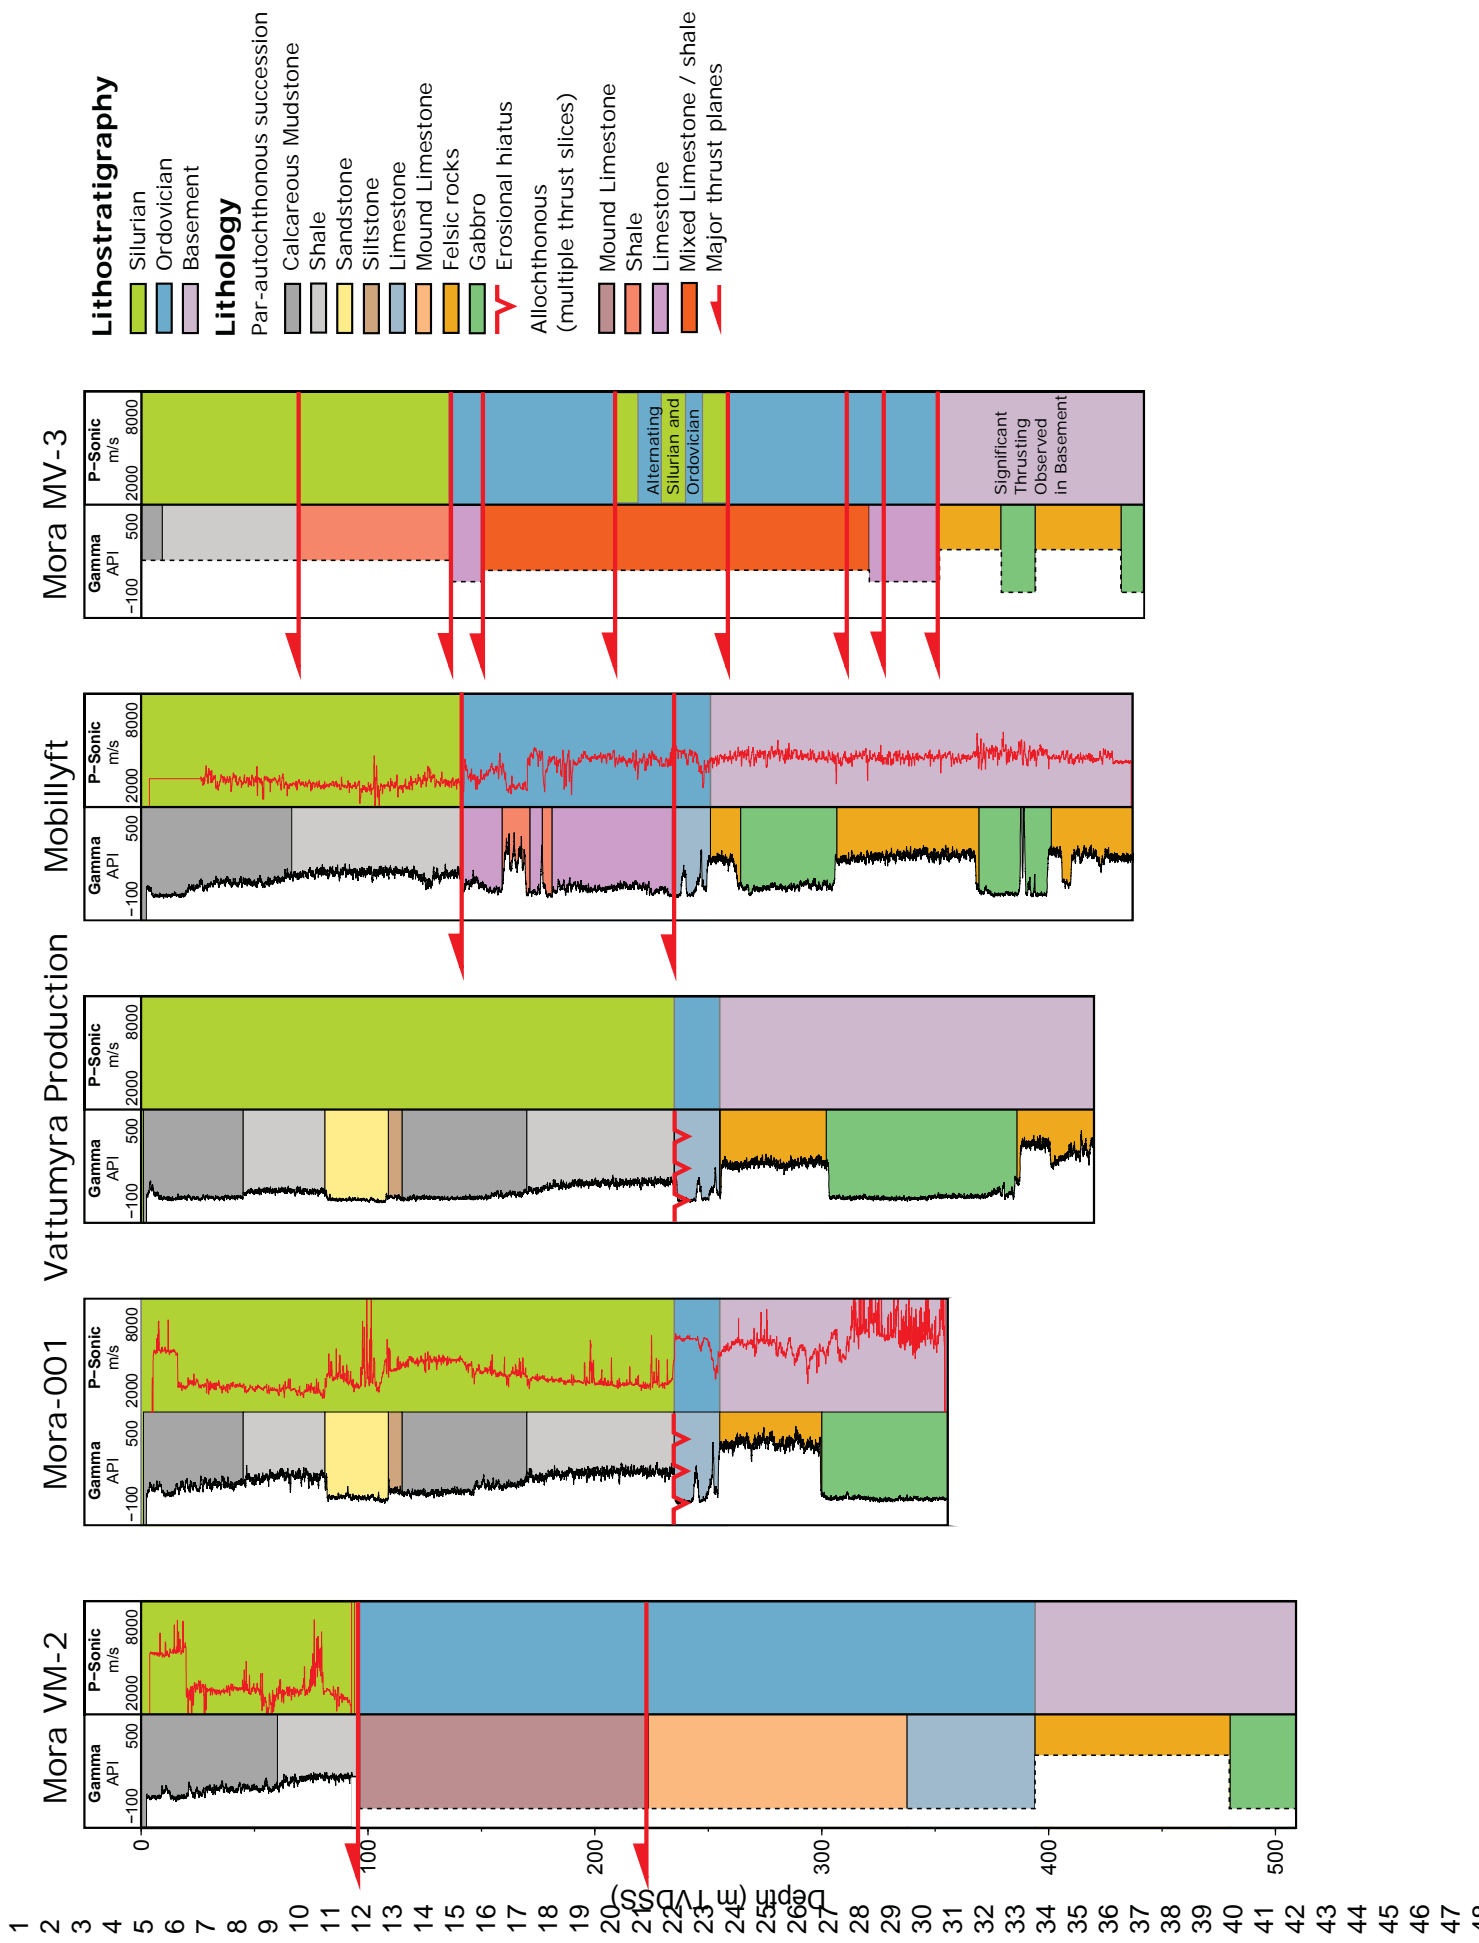 Mora VM-2
Gamma
API
-100 500
P-Sonic
m/s
2000 8000
Mora-001
Gamma
API
-100 500
P-Sonic
m/s
2000 8000
Vattumyra Production
Gamma
API
-100 500
P-Sonic
m/s
2000 8000
Mobillyft
Gamma
API
-100 500
P-Sonic
m/s
2000 8000
Mora MV-3
Gamma
API
-100 500
P-Sonic
m/s
2000 8000
Alternating
Silurian and
Ordovician
Significant
Thrusting
Observed
in Basement
Lithostratigraphy
Silurian
Ordovician
Basement
Lithology
Par-autochthonous succession
Calcareous Mudstone
Shale
Sandstone
Siltstone
Limestone
Mound Limestone
Felsic rocks
Gabbro
Erosional hiatus
Allochthonous
(multiple thrust slices)
Mound Limestone
Shale
Limestone
Mixed Limestone / shale
Major thrust planes
0
100
200
300
400
500
Depth (m TVDSS)
1
2
3
4
5
6
7
8
9
10
11
12
13
14
15
16
17
18
19
20
21
22
23
24
25
26
27
28
29
30
31
32
33
34
35
36
37
38
39
40
41
42
43
44
45
46
47
48